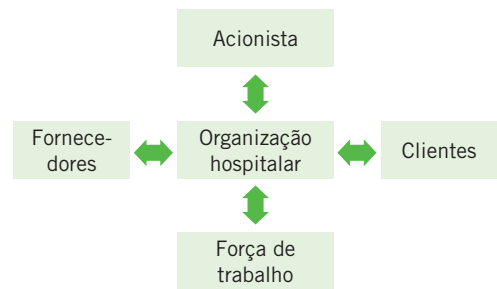 Acionista
Fornece-
dores
Organização
hospitalar
Clientes
Força de
trabalho